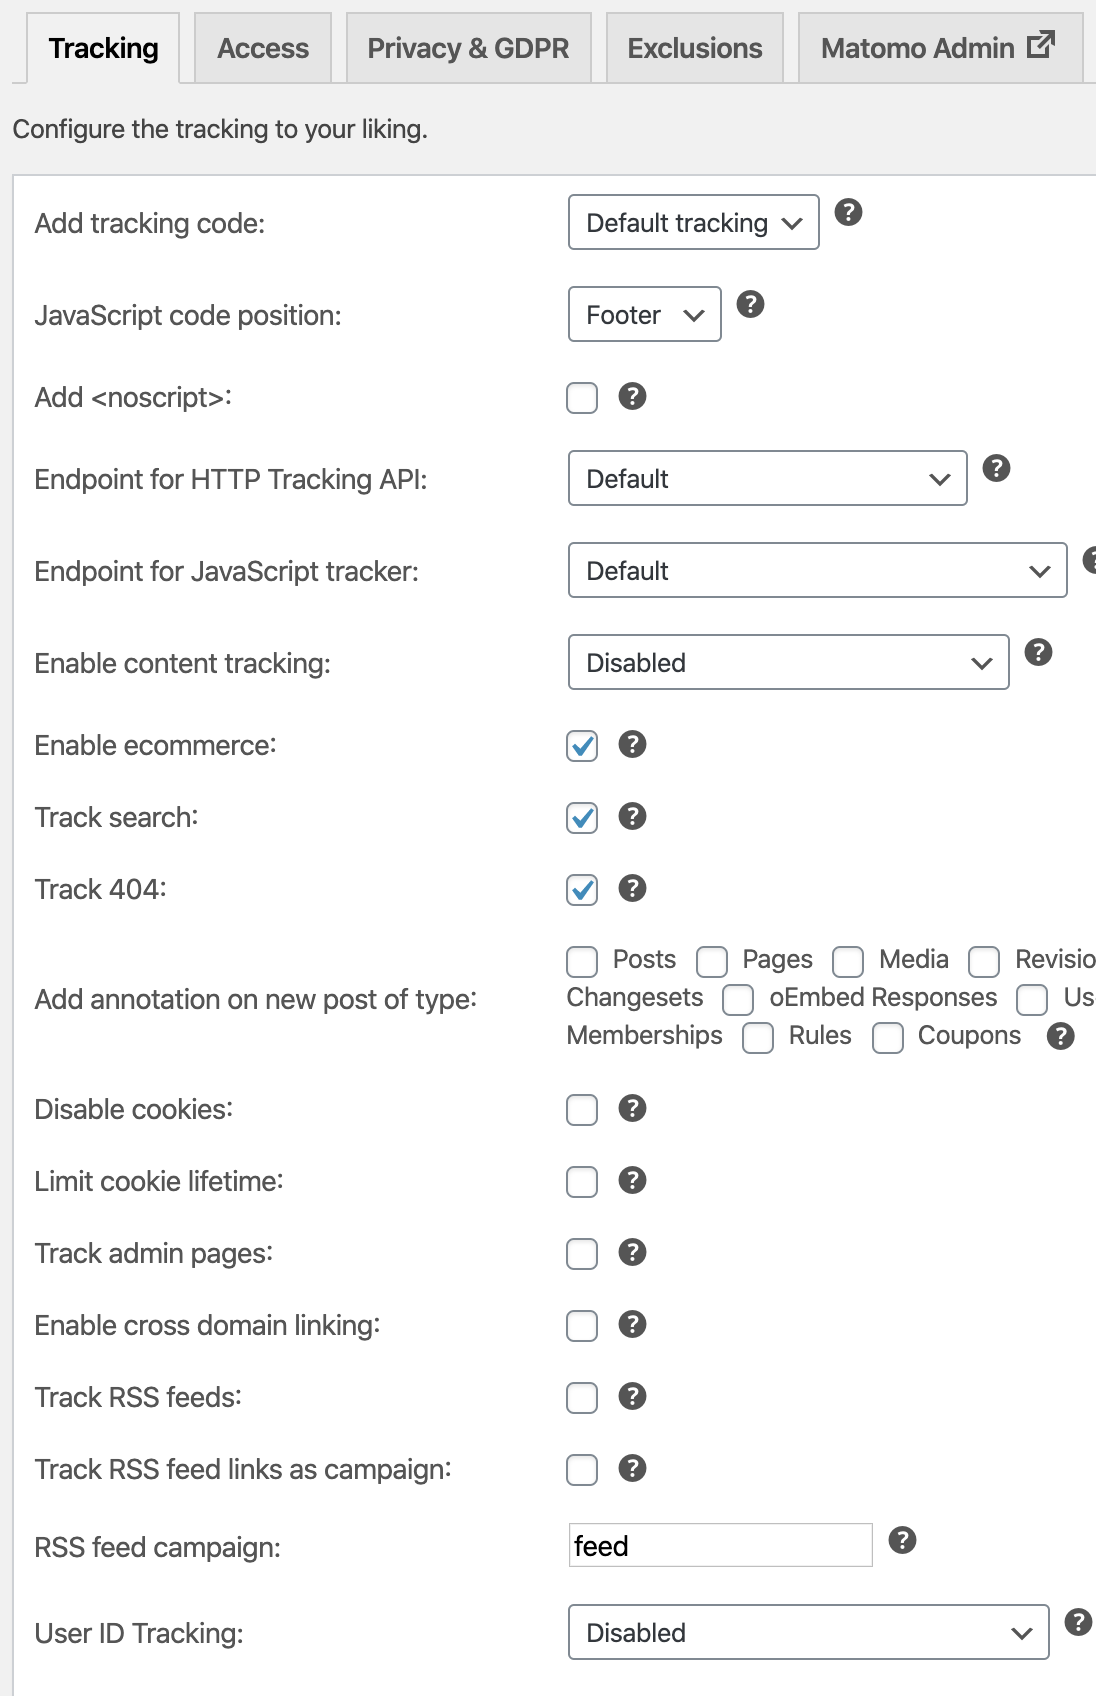 Tracking Access Privacy & GDPR Exclusions Matomo Admin
Configure the tracking to your liking.
Add tracking code: Default tracking
JavaScript code position: Footer
Add <noscript>:
Endpoint for HTTP Tracking API: Default
Endpoint for JavaScript tracker: Default
Enable content tracking: Disabled
Enable ecommerce:
Track search:
Track 404:
Add annotation on new post of type:
Posts Pages Media Revisio
Changesets oEmbed Responses Us
Memberships Rules Coupons
Disable cookies:
Limit cookie lifetime:
Track admin pages:
Enable cross domain linking:
Track RSS feeds:
Track RSS feed links as campaign:
RSS feed campaign: feed
User ID Tracking: Disabled